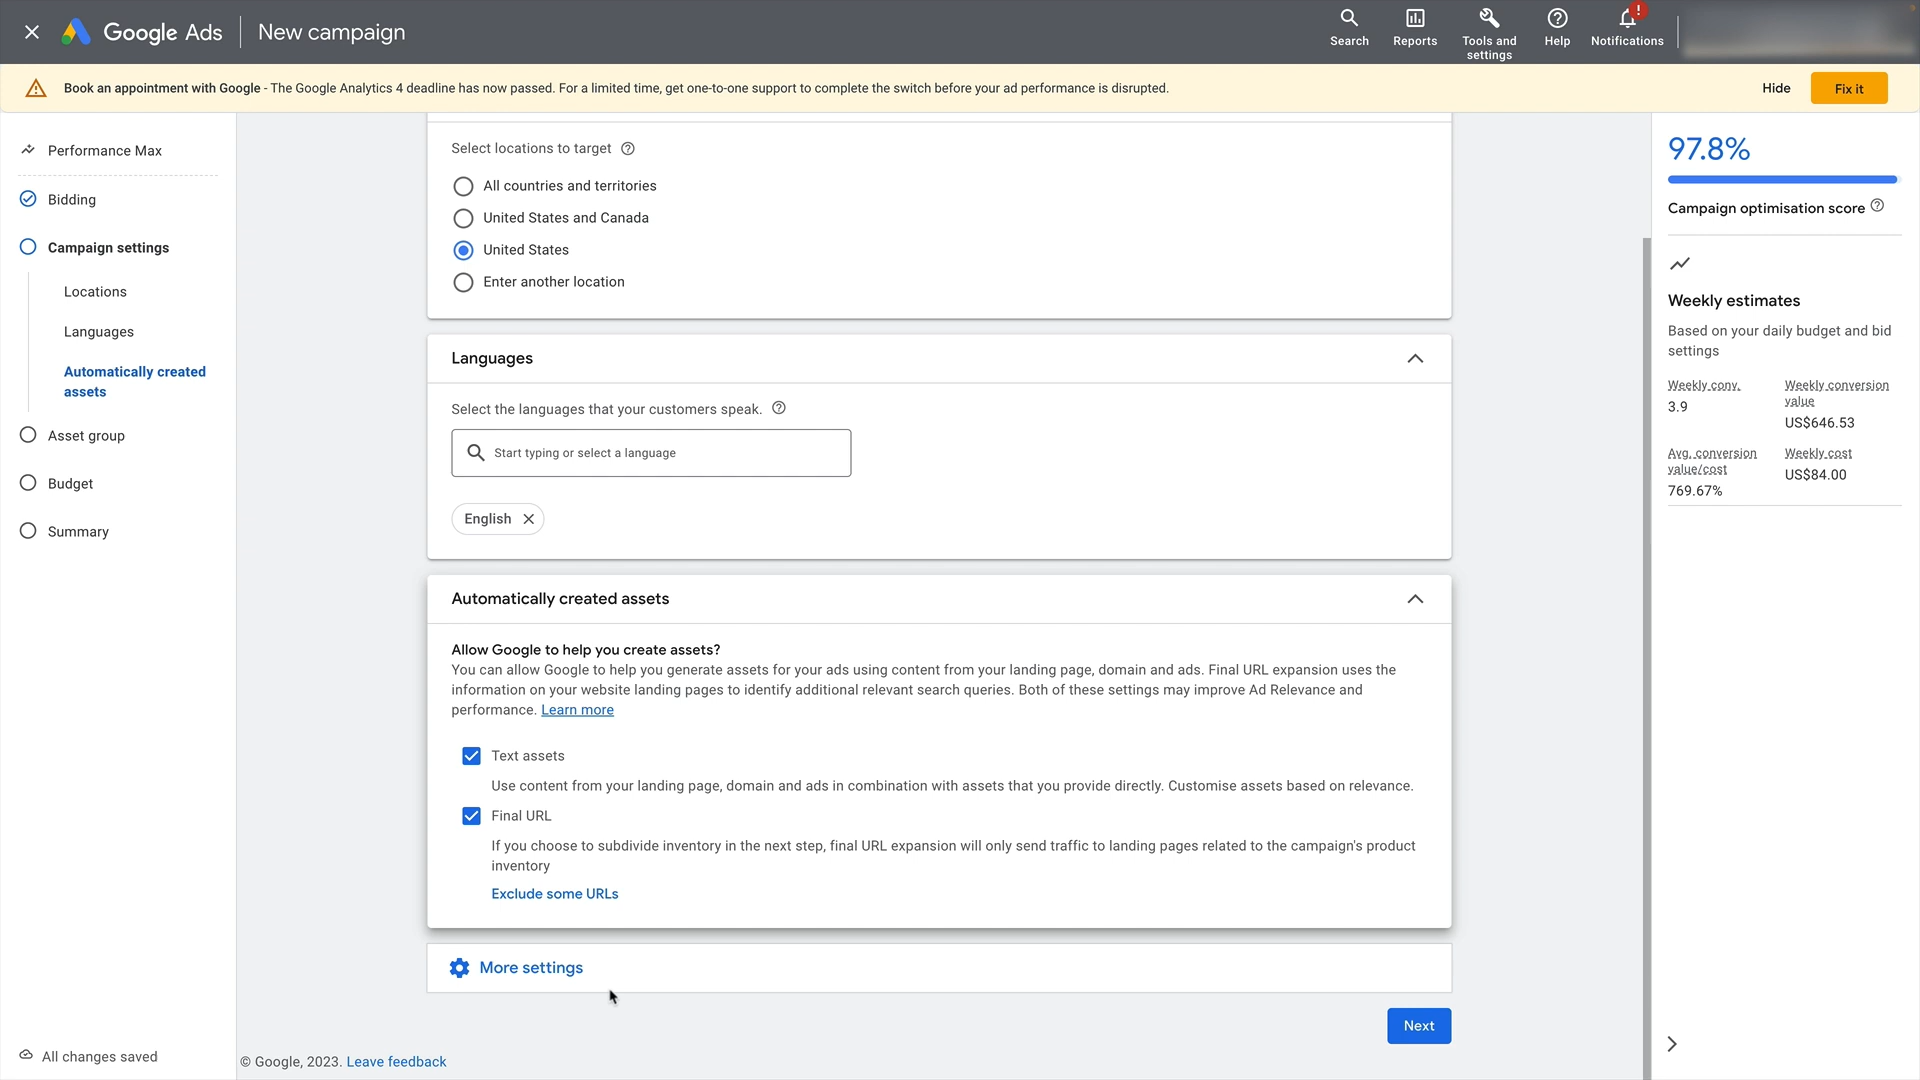 Google Ads
New campaign
Search
Reports
Tools and
settings
Help
!
Notifications
Book an appointment with Google - The Google Analytics 4 deadline has now passed. For a limited time, get one-to-one support to complete the switch before your ad performance is disrupted.
Hide
Fix it
Performance Max
Bidding
Campaign settings
Locations
Languages
Automatically created
assets
Asset group
Budget
Summary
All changes saved
Select locations to target
All countries and territories
United States and Canada
United States
Enter another location
Languages
Select the languages that your customers speak.
Start typing or select a language
English
Automatically created assets
Allow Google to help you create assets?
You can allow Google to help you generate assets for your ads using content from your landing page, domain and ads. Final URL expansion uses the
information on your website landing pages to identify additional relevant search queries. Both of these settings may improve Ad Relevance and
performance. Learn more
Text assets
Use content from your landing page, domain and ads in combination with assets that you provide directly. Customise assets based on relevance.
Final URL
If you choose to subdivide inventory in the next step, final URL expansion will only send traffic to landing pages related to the campaign's product
inventory
Exclude some URLs
More settings
Next
© Google, 2023. Leave feedback
97.8%
Campaign optimisation score
Weekly estimates
Based on your daily budget and bid
settings
Weekly conv.
3.9
Weekly conversion
value
US$646.53
Avg. conversion
value/cost
769.67%
Weekly cost
US$84.00